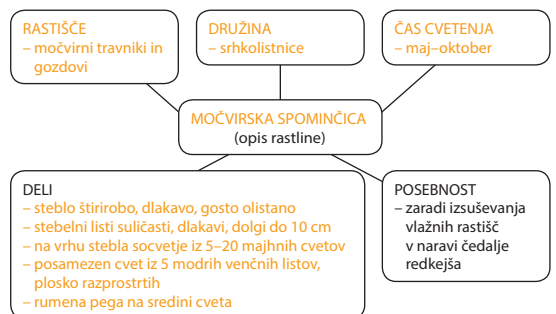 RASTIŠČE
– močvirni travniki in
gozdovi
DRUŽINA
– srhkolistnice
ČAS CVETENJA
– maj–oktober
MOČVIRSKA SPOMINČICA
(opis rastline)
DELI
– steblo štirirobo, dlakavo, gosto olistano
– stebelni listi suličasti, dlakavi, dolgi do 10 cm
– na vrhu stebla socvetje iz 5–20 majhnih cvetov
– posamezen cvet iz 5 modrih venčnih listov,
plosko razprostrtih
– rumena pega na sredini cveta
POSEBNOST
– zaradi izsuševanja
vlažnih rastišč
v naravi čedalje
redkejša